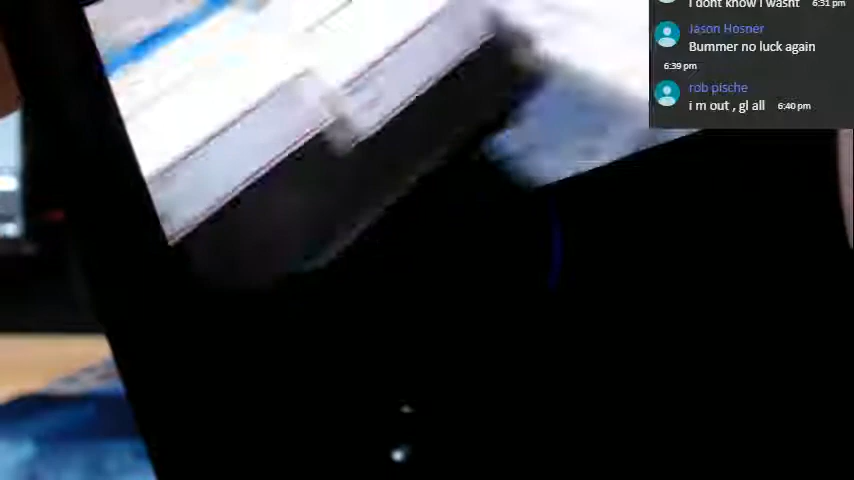 i dont know i wasnt 6:31 pm
Jason Hosner
Bummer no luck again
6:39 pm
rob pische
i m out , gl all 6:40 pm